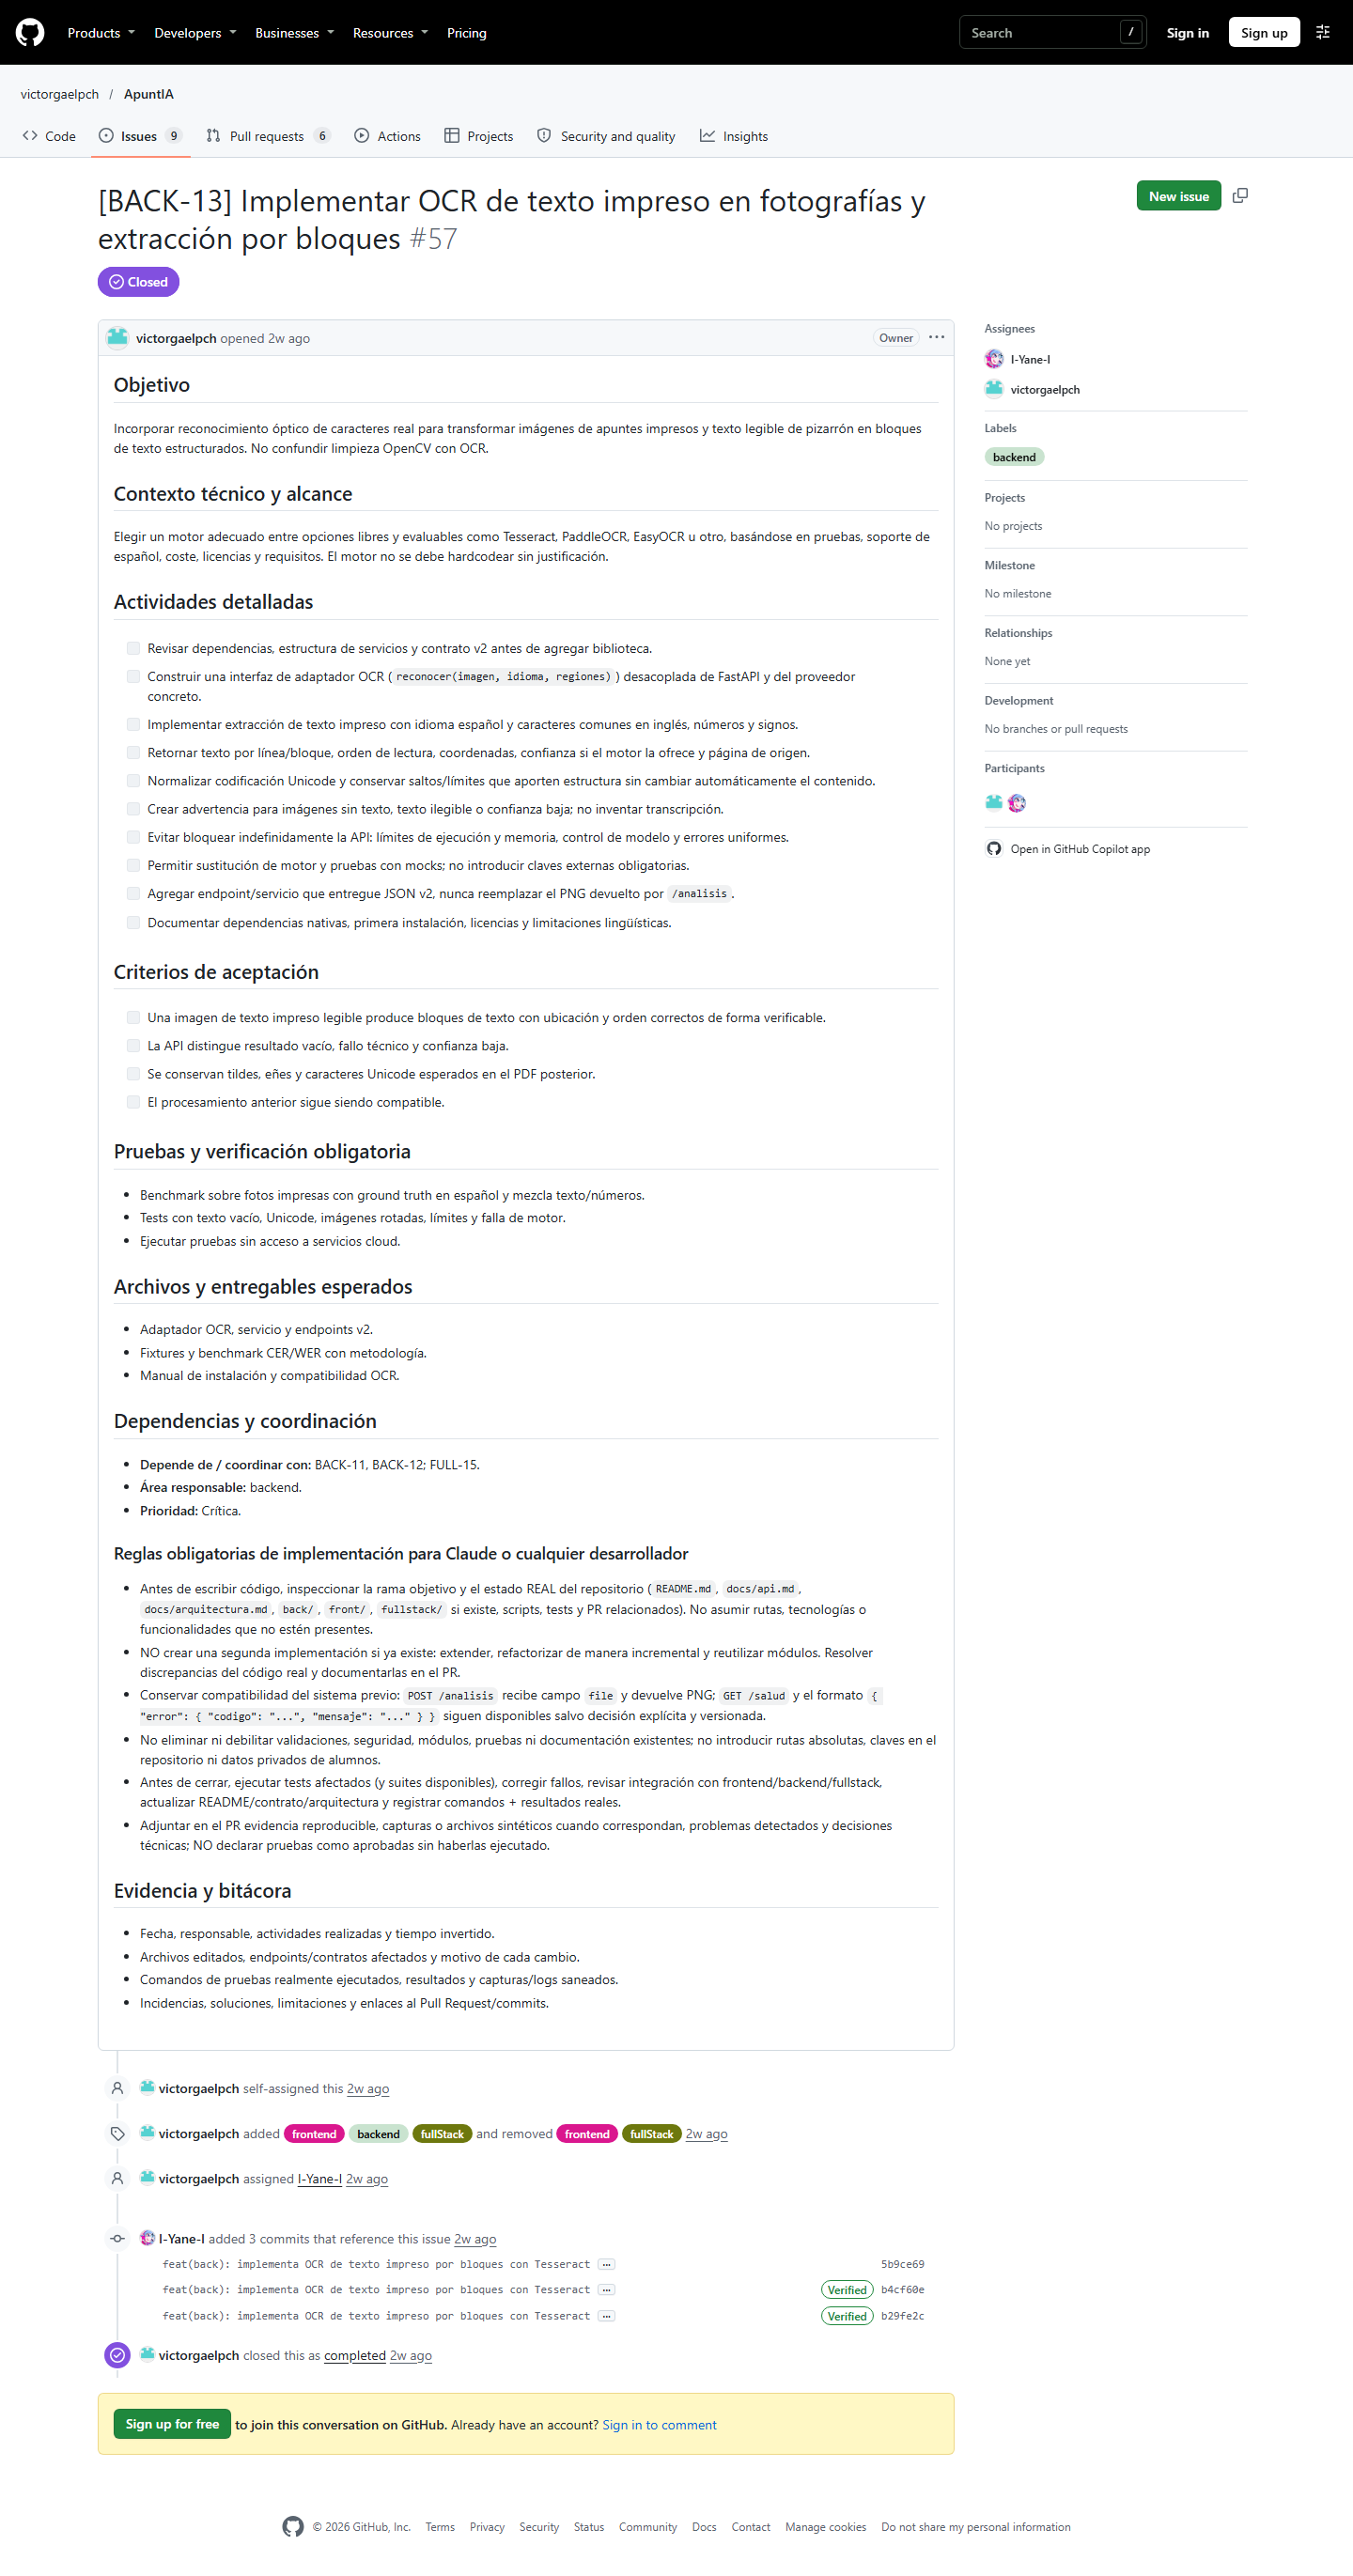 Products
Developers
Businesses
Resources
Pricing
Search
/
Sign in
Sign up
victorgaelpch / ApuntIA
Code
Issues 9
Pull requests 6
Actions
Projects
Security and quality
Insights
[BACK-13] Implementar OCR de texto impreso en fotografías y
extracción por bloques #57
New issue
Closed
victorgaelpch opened 2w ago
Owner
Objetivo
Incorporar reconocimiento óptico de caracteres real para transformar imágenes de apuntes impresos y texto legible de pizarrón en bloques
de texto estructurados. No confundir limpieza OpenCV con OCR.
Contexto técnico y alcance
Elegir un motor adecuado entre opciones libres y evaluables como Tesseract, PaddleOCR, EasyOCR u otro, basándose en pruebas, soporte de
español, coste, licencias y requisitos. El motor no se debe hardcodear sin justificación.
Actividades detalladas
Revisar dependencias, estructura de servicios y contrato v2 antes de agregar biblioteca.
Construir una interfaz de adaptador OCR (reconocer(imagen, idioma, regiones)) desacoplada de FastAPI y del proveedor
concreto.
Implementar extracción de texto impreso con idioma español y caracteres comunes en inglés, números y signos.
Retornar texto por línea/bloque, orden de lectura, coordenadas, confianza si el motor la ofrece y página de origen.
Normalizar codificación Unicode y conservar saltos/límites que aporten estructura sin cambiar automáticamente el contenido.
Crear advertencia para imágenes sin texto, texto ilegible o confianza baja; no inventar transcripción.
Evitar bloquear indefinidamente la API: límites de ejecución y memoria, control de modelo y errores uniformes.
Permitir sustitución de motor y pruebas con mocks; no introducir claves externas obligatorias.
Agregar endpoint/servicio que entregue JSON v2, nunca reemplazar el PNG devuelto por /analisis.
Documentar dependencias nativas, primera instalación, licencias y limitaciones lingüísticas.
Criterios de aceptación
Una imagen de texto impreso legible produce bloques de texto con ubicación y orden correctos de forma verificable.
La API distingue resultado vacío, fallo técnico y confianza baja.
Se conservan tildes, eñes y caracteres Unicode esperados en el PDF posterior.
El procesamiento anterior sigue siendo compatible.
Pruebas y verificación obligatoria
Benchmark sobre fotos impresas con ground truth en español y mezcla texto/números.
Tests con texto vacío, Unicode, imágenes rotadas, límites y falla de motor.
Ejecutar pruebas sin acceso a servicios cloud.
Archivos y entregables esperados
Adaptador OCR, servicio y endpoints v2.
Fixtures y benchmark CER/WER con metodología.
Manual de instalación y compatibilidad OCR.
Dependencias y coordinación
Depende de / coordinar con: BACK-11, BACK-12; FULL-15.
Área responsable: backend.
Prioridad: Crítica.
Reglas obligatorias de implementación para Claude o cualquier desarrollador
Antes de escribir código, inspeccionar la rama objetivo y el estado REAL del repositorio (README.md, docs/api.md,
docs/arquitectura.md, back/, front/, fullstack/ si existe, scripts, tests y PR relacionados). No asumir rutas, tecnologías o
funcionalidades que no estén presentes.
NO crear una segunda implementación si ya existe: extender, refactorizar de manera incremental y reutilizar módulos. Resolver
discrepancias del código real y documentarlas en el PR.
Conservar compatibilidad del sistema previo: POST /analisis recibe campo file y devuelve PNG; GET /salud y el formato {
"error": { "codigo": "...", "mensaje": "..." } } siguen disponibles salvo decisión explícita y versionada.
No eliminar ni debilitar validaciones, seguridad, módulos, pruebas ni documentación existentes; no introducir rutas absolutas, claves en el
repositorio ni datos privados de alumnos.
Antes de cerrar, ejecutar tests afectados (y suites disponibles), corregir fallos, revisar integración con frontend/backend/fullstack,
actualizar README/contrato/arquitectura y registrar comandos + resultados reales.
Adjuntar en el PR evidencia reproducible, capturas o archivos sintéticos cuando correspondan, problemas detectados y decisiones
técnicas; NO declarar pruebas como aprobadas sin haberlas ejecutado.
Evidencia y bitácora
Fecha, responsable, actividades realizadas y tiempo invertido.
Archivos editados, endpoints/contratos afectados y motivo de cada cambio.
Comandos de pruebas realmente ejecutados, resultados y capturas/logs saneados.
Incidencias, soluciones, limitaciones y enlaces al Pull Request/commits.
victorgaelpch self-assigned this 2w ago
victorgaelpch added frontend backend fullStack and removed frontend fullStack 2w ago
victorgaelpch assigned I-Yane-I 2w ago
I-Yane-I added 3 commits that reference this issue 2w ago
feat(back): implementa OCR de texto impreso por bloques con Tesseract ... 5b9ce69
feat(back): implementa OCR de texto impreso por bloques con Tesseract ... Verified b4cf60e
feat(back): implementa OCR de texto impreso por bloques con Tesseract ... Verified b29fe2c
victorgaelpch closed this as completed 2w ago
Sign up for free to join this conversation on GitHub. Already have an account? Sign in to comment
Assignees
I-Yane-I
victorgaelpch
Labels
backend
Projects
No projects
Milestone
No milestone
Relationships
None yet
Development
No branches or pull requests
Participants
Open in GitHub Copilot app
© 2026 GitHub, Inc.
Terms
Privacy
Security
Status
Community
Docs
Contact
Manage cookies
Do not share my personal information